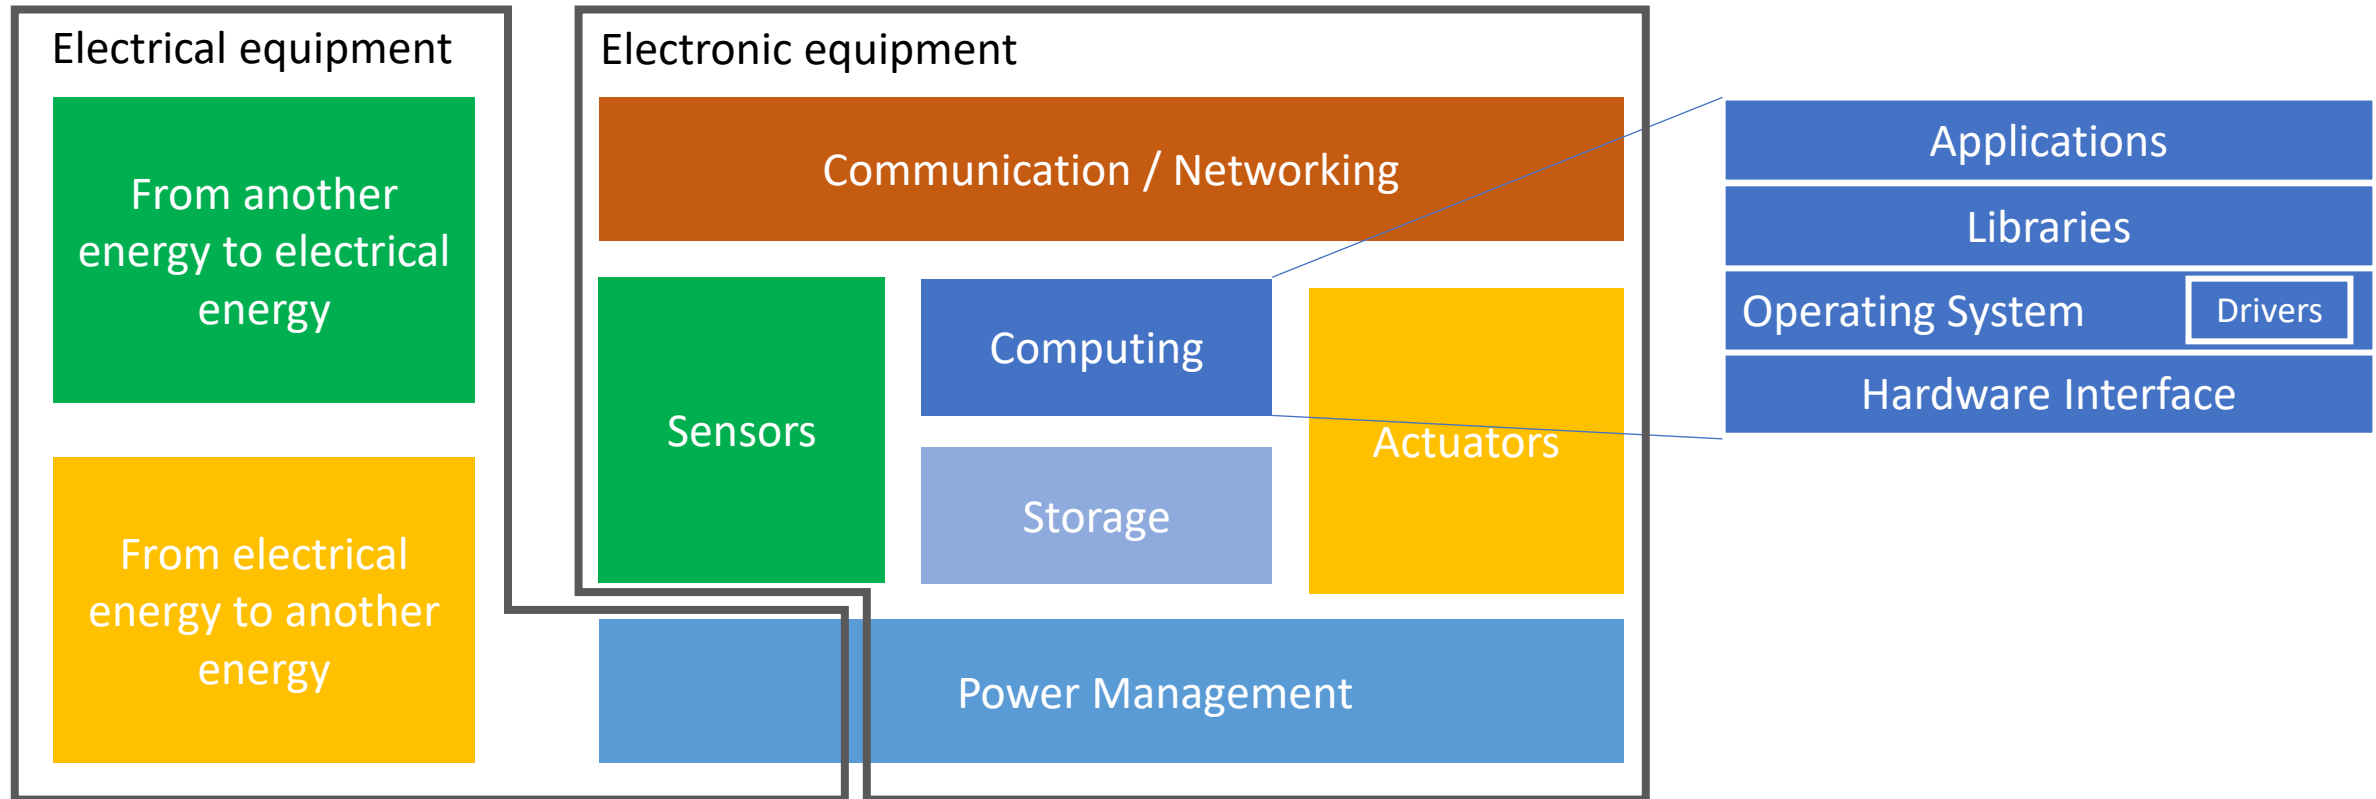 Electrical equipment
From another
energy to electrical
energy
From electrical
energy to another
energy
Electronic equipment
Communication / Networking
Sensors
Computing
Storage
Actuators
Power Management
Applications
Libraries
Operating System
Drivers
Hardware Interface